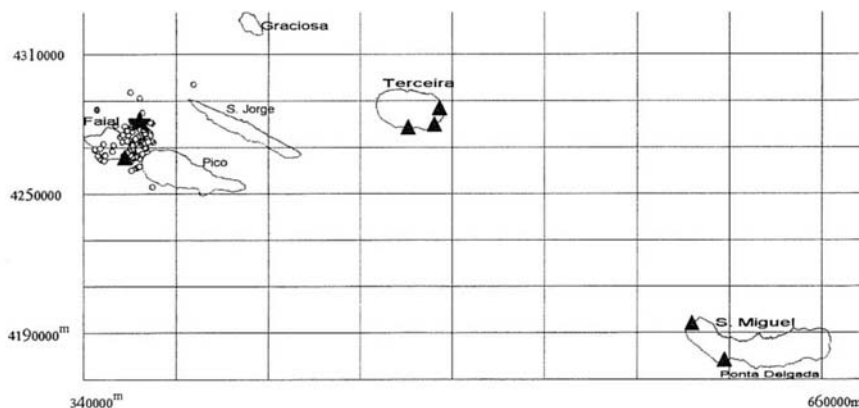 Graciosa
4310000
Terceira
S. Jorge
Faial
Pico
4250000
S. Miguel
4190000m
Ponta Delgada
340000m
660000m